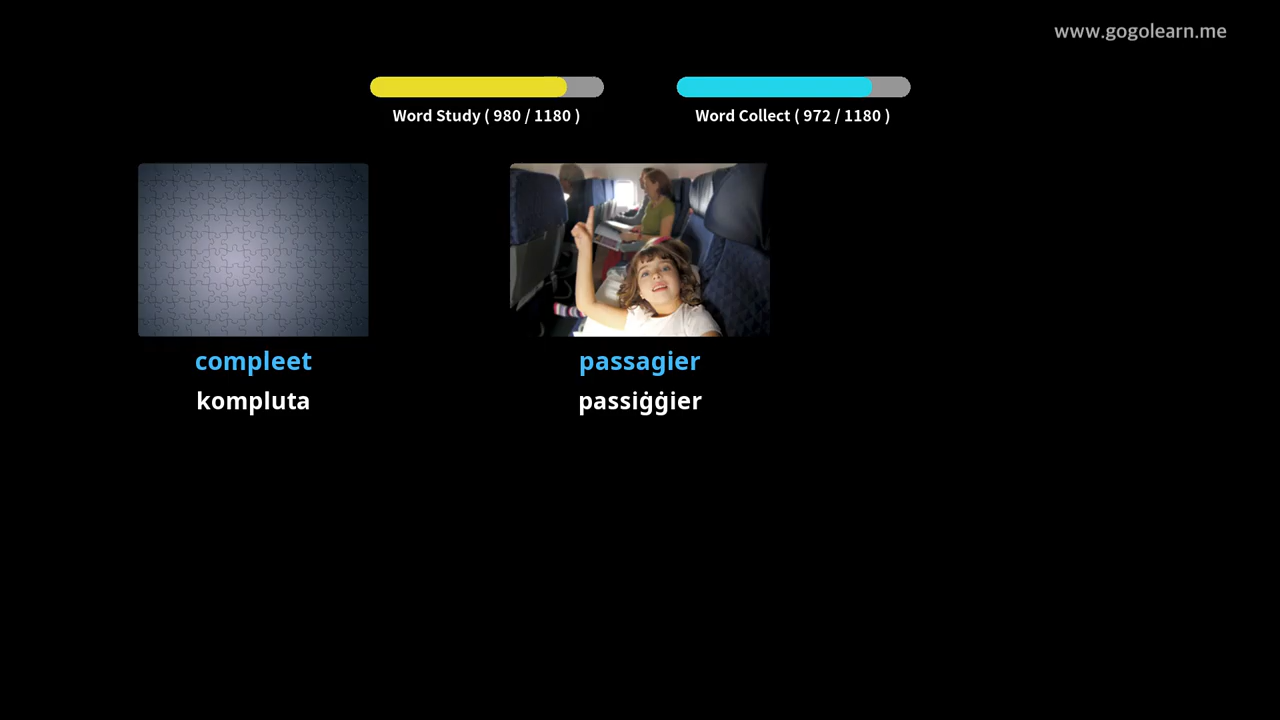 www.gogolearn.me
Word Study ( 980 / 1180 )
Word Collect ( 972 / 1180 )
compleet
kompluta
passagier
passiġġier